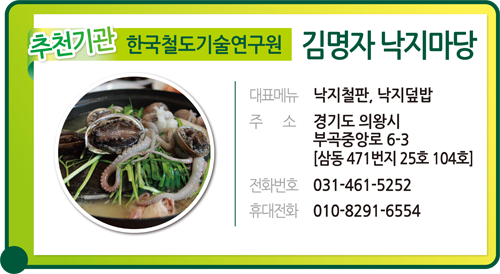 추천기관 한국철도기술연구원 김명자 낙지마당
대표메뉴 낙지철판, 낙지덮밥
주 소 경기도 의왕시
부곡중앙로 6-3
[삼동 471번지 25호 104호]
전화번호 031-461-5252
휴대전화 010-8291-6554